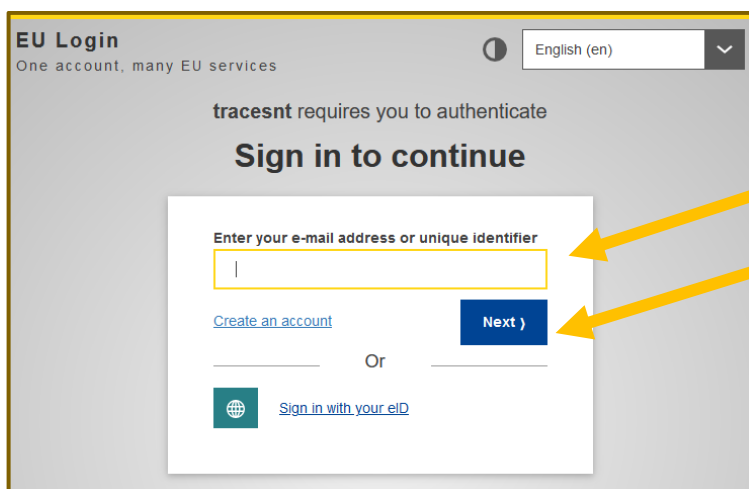 EU Login
One account, many EU services
English (en)
tracesnt requires you to authenticate
Sign in to continue
Enter your e-mail address or unique identifier
Create an account
Next ⟩
Or
Sign in with your eID